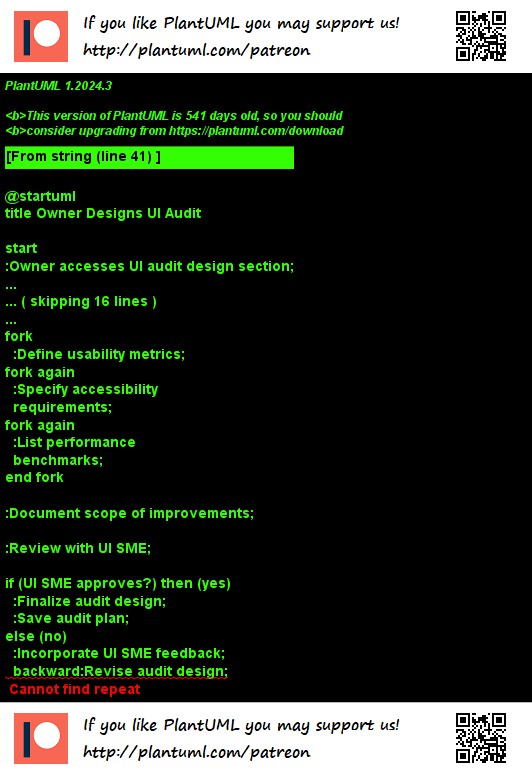 If you like PlantUML you may support us!
http://plantuml.com/patreon
PlantUML 1.2024.3
<b>This version of PlantUML is 541 days old, so you should
<b>consider upgrading from https://plantuml.com/download
[From string (line 41) ]
@startuml
title Owner Designs UI Audit
start
:Owner accesses UI audit design section;
...
... ( skipping 16 lines )
...
fork
:Define usability metrics;
fork again
:Specify accessibility
requirements;
fork again
:List performance
benchmarks;
end fork
:Document scope of improvements;
:Review with UI SME;
if (UI SME approves?) then (yes)
:Finalize audit design;
:Save audit plan;
else (no)
:Incorporate UI SME feedback;
backward:Revise audit design;
Cannot find repeat
If you like PlantUML you may support us!
http://plantuml.com/patreon